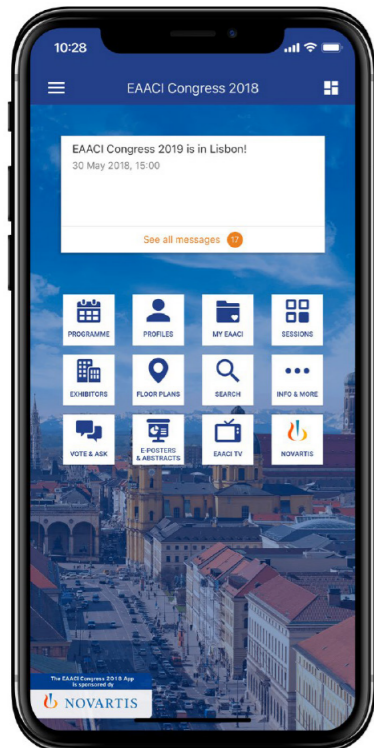 10:28
EAACI Congress 2018
EAACI Congress 2019 is in Lisbon!
30 May 2018, 15:00
See all messages 17
PROGRAMME
PROFILES
MY EAACI
SESSIONS
EXHIBITORS
FLOOR PLANS
SEARCH
INFO & MORE
VOTE & ASK
E-POSTERS
& ABSTRACTS
EAACI TV
NOVARTIS
The EAACI Congress 2018 App
is sponsored by
NOVARTIS